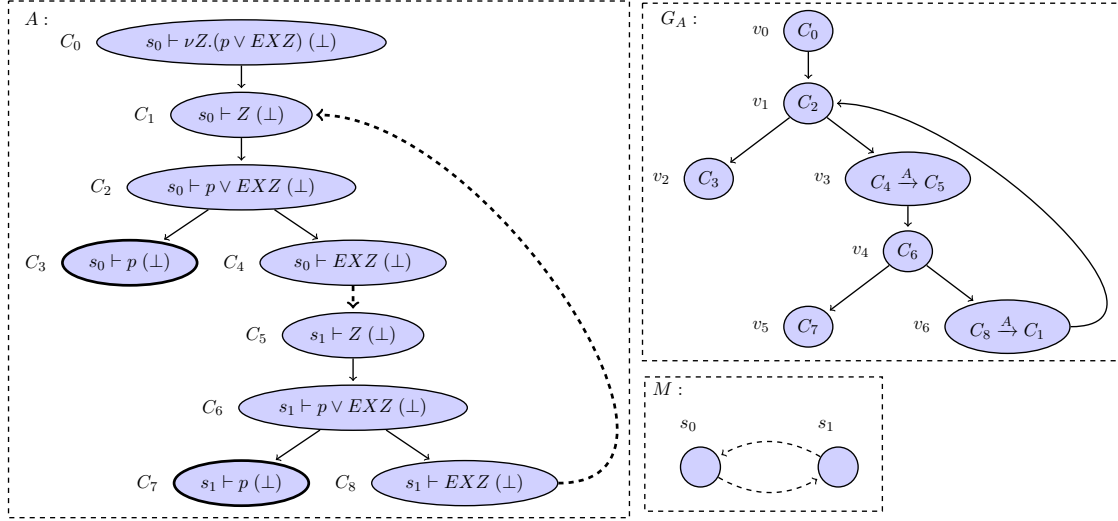 A :
C₀ s₀ ⊢ νZ.(p ∨ EXZ) (⊥)
C₁ s₀ ⊢ Z (⊥)
C₂ s₀ ⊢ p ∨ EXZ (⊥)
C₃ s₀ ⊢ p (⊥)
C₄ s₀ ⊢ EXZ (⊥)
C₅ s₁ ⊢ Z (⊥)
C₆ s₁ ⊢ p ∨ EXZ (⊥)
C₇ s₁ ⊢ p (⊥)
C₈ s₁ ⊢ EXZ (⊥)
G_A :
v₀ C₀
v₁ C₂
v₂ C₃
v₃ C₄ →^A C₅
v₄ C₆
v₅ C₇
v₆ C₈ →^A C₁
M :
s₀ s₁